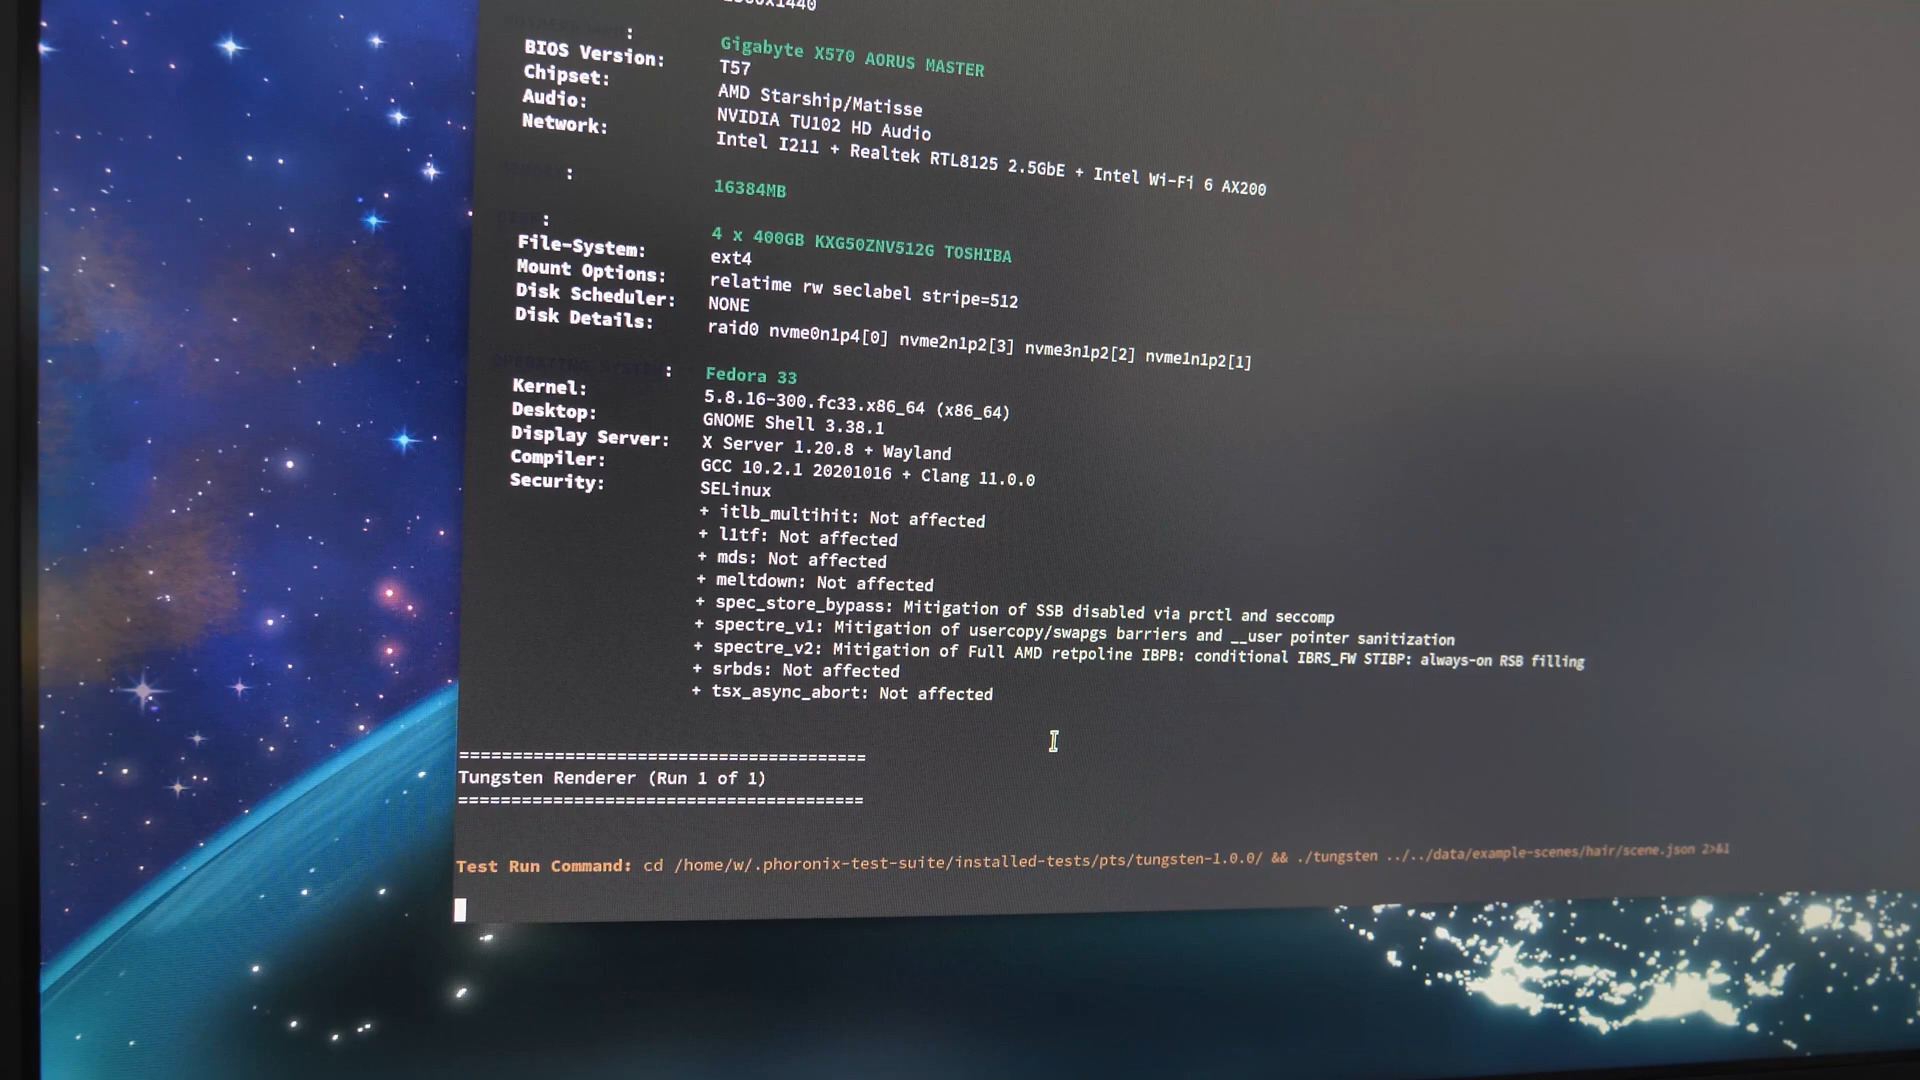 Gigabyte X570 AORUS MASTER
BIOS Version: T57
Chipset: AMD Starship/Matisse
Audio: NVIDIA TU102 HD Audio
Network: Intel I211 + Realtek RTL8125 2.5GbE + Intel Wi-Fi 6 AX200
: 16384MB
: 4 x 400GB KXG50ZNV512G TOSHIBA
File-System: ext4
Mount Options: relatime rw seclabel stripe=512
Disk Scheduler: NONE
Disk Details: raid0 nvme0n1p4[0] nvme2n1p2[3] nvme3n1p2[2] nvme1n1p2[1]
OPERATING SYSTEM: Fedora 33
Kernel: 5.8.16-300.fc33.x86_64 (x86_64)
Desktop: GNOME Shell 3.38.1
Display Server: X Server 1.20.8 + Wayland
Compiler: GCC 10.2.1 20201016 + Clang 11.0.0
Security: SELinux
+ itlb_multihit: Not affected
+ l1tf: Not affected
+ mds: Not affected
+ meltdown: Not affected
+ spec_store_bypass: Mitigation of SSB disabled via prctl and seccomp
+ spectre_v1: Mitigation of usercopy/swapgs barriers and __user pointer sanitization
+ spectre_v2: Mitigation of Full AMD retpoline IBPB: conditional IBRS_FW STIBP: always-on RSB filling
+ srbds: Not affected
+ tsx_async_abort: Not affected
=======================================
Tungsten Renderer (Run 1 of 1)
=======================================
Test Run Command: cd /home/w/.phoronix-test-suite/installed-tests/pts/tungsten-1.0.0/ && ./tungsten ../../data/example-scenes/hair/scene.json 2>&1